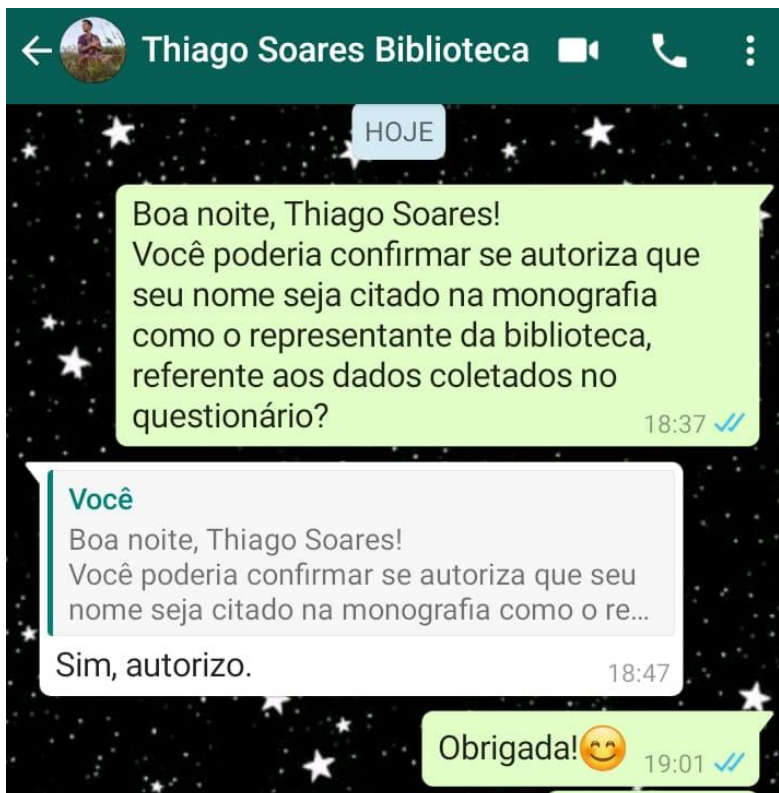 Thiago Soares Biblioteca
HOJE
Boa noite, Thiago Soares!
Você poderia confirmar se autoriza que
seu nome seja citado na monografia
como o representante da biblioteca,
referente aos dados coletados no
questionário?
18:37
Você
Boa noite, Thiago Soares!
Você poderia confirmar se autoriza que seu
nome seja citado na monografia como o re...
Sim, autorizo.
18:47
Obrigada!😊
19:01